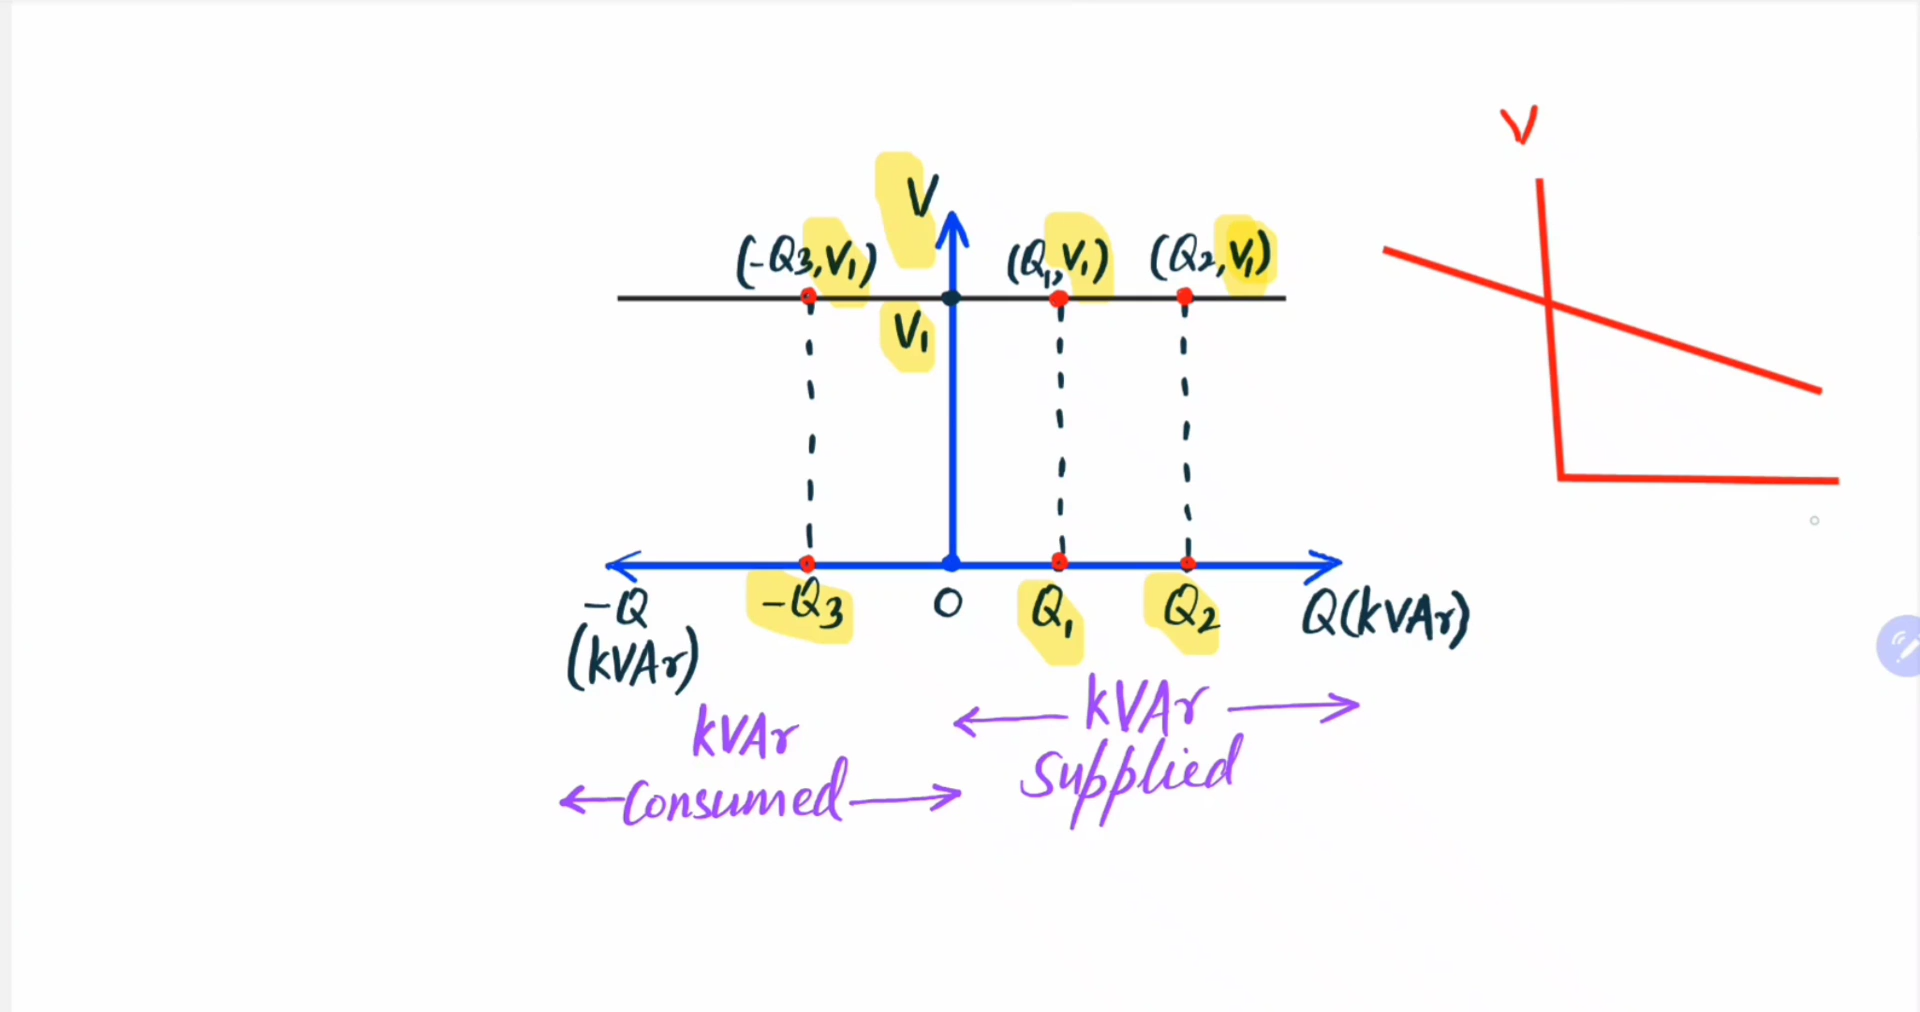 V
V
(-Q3,V1)
(Q1,V1)
(Q2,V1)
V1
-Q
(kVAr)
-Q3
0
Q1
Q2
Q(kVAr)
kVAr
Consumed
kVAr
Supplied